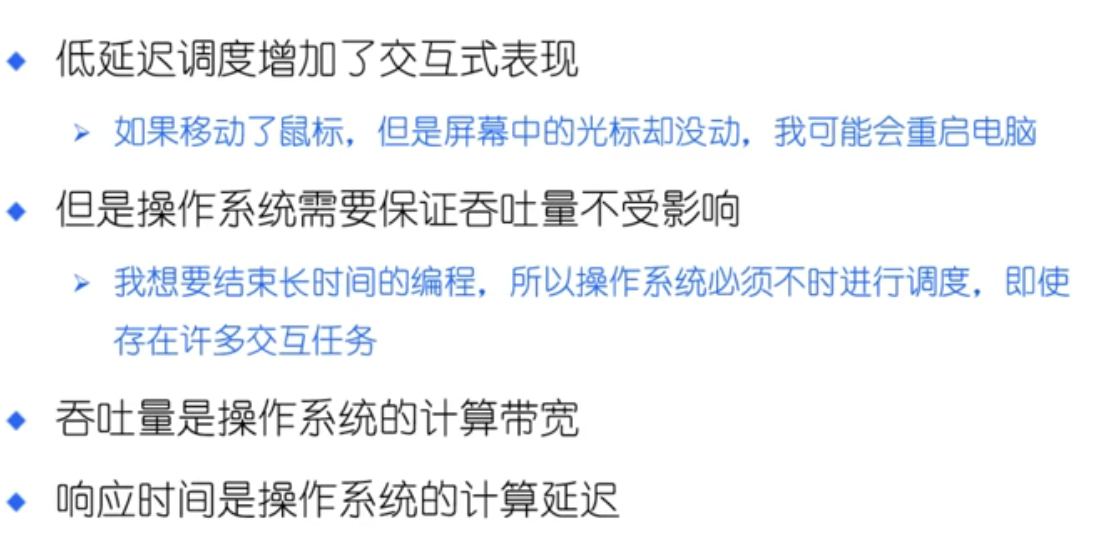 低延迟调度增加了交互式表现
如果移动了鼠标，但是屏幕中的光标却没动，我可能会重启电脑
但是操作系统需要保证吞吐量不受影响
我想要结束长时间的编程，所以操作系统必须不时进行调度，即使
存在许多交互任务
吞吐量是操作系统的计算带宽
响应时间是操作系统的计算延迟